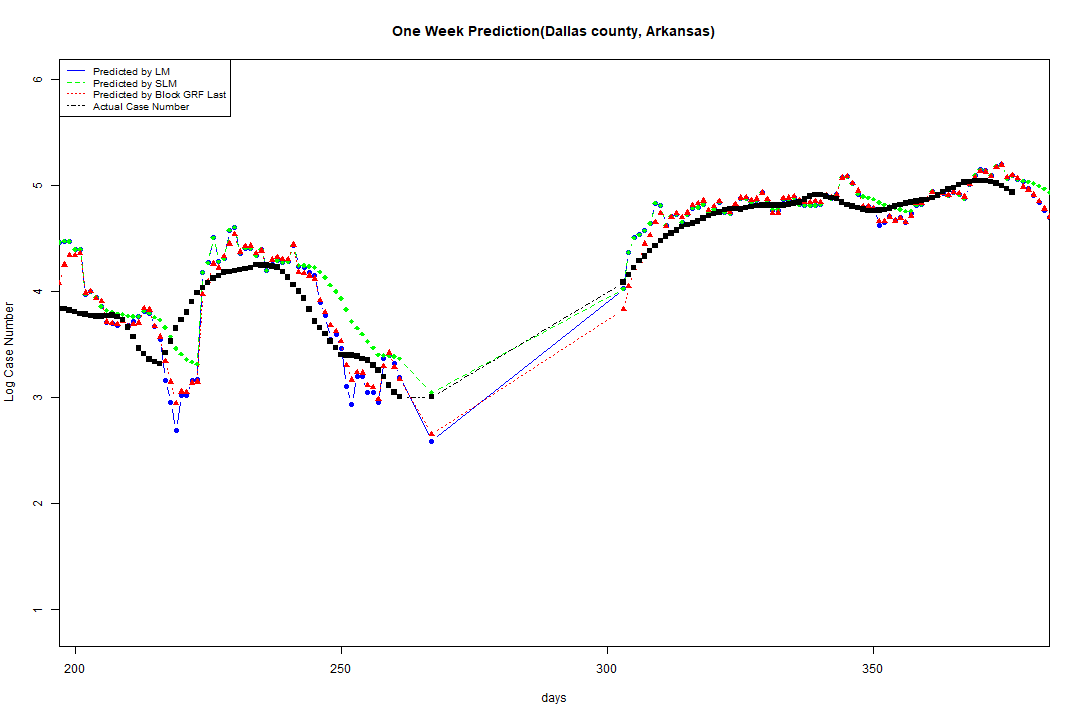 One Week Prediction(Dallas county, Arkansas)
Predicted by LM
Predicted by SLM
Predicted by Block GRF Last
Actual Case Number
6
5
4
3
2
1
Log Case Number
200 250 300 350
days